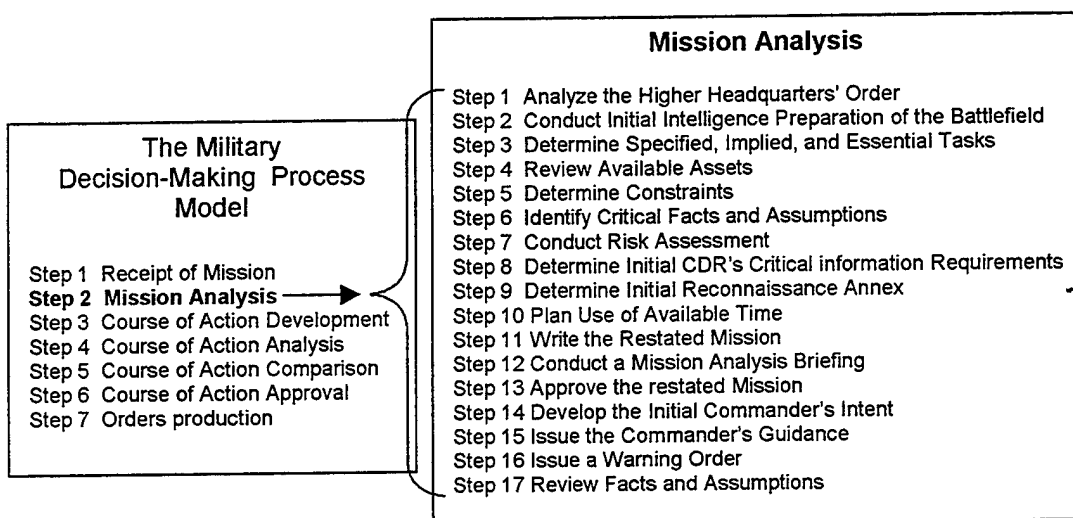 The Military
Decision-Making Process
Model
Step 1 Receipt of Mission
Step 2 Mission Analysis
Step 3 Course of Action Development
Step 4 Course of Action Analysis
Step 5 Course of Action Comparison
Step 6 Course of Action Approval
Step 7 Orders production
Mission Analysis
Step 1 Analyze the Higher Headquarters' Order
Step 2 Conduct Initial Intelligence Preparation of the Battlefield
Step 3 Determine Specified, Implied, and Essential Tasks
Step 4 Review Available Assets
Step 5 Determine Constraints
Step 6 Identify Critical Facts and Assumptions
Step 7 Conduct Risk Assessment
Step 8 Determine Initial CDR's Critical information Requirements
Step 9 Determine Initial Reconnaissance Annex
Step 10 Plan Use of Available Time
Step 11 Write the Restated Mission
Step 12 Conduct a Mission Analysis Briefing
Step 13 Approve the restated Mission
Step 14 Develop the Initial Commander's Intent
Step 15 Issue the Commander's Guidance
Step 16 Issue a Warning Order
Step 17 Review Facts and Assumptions